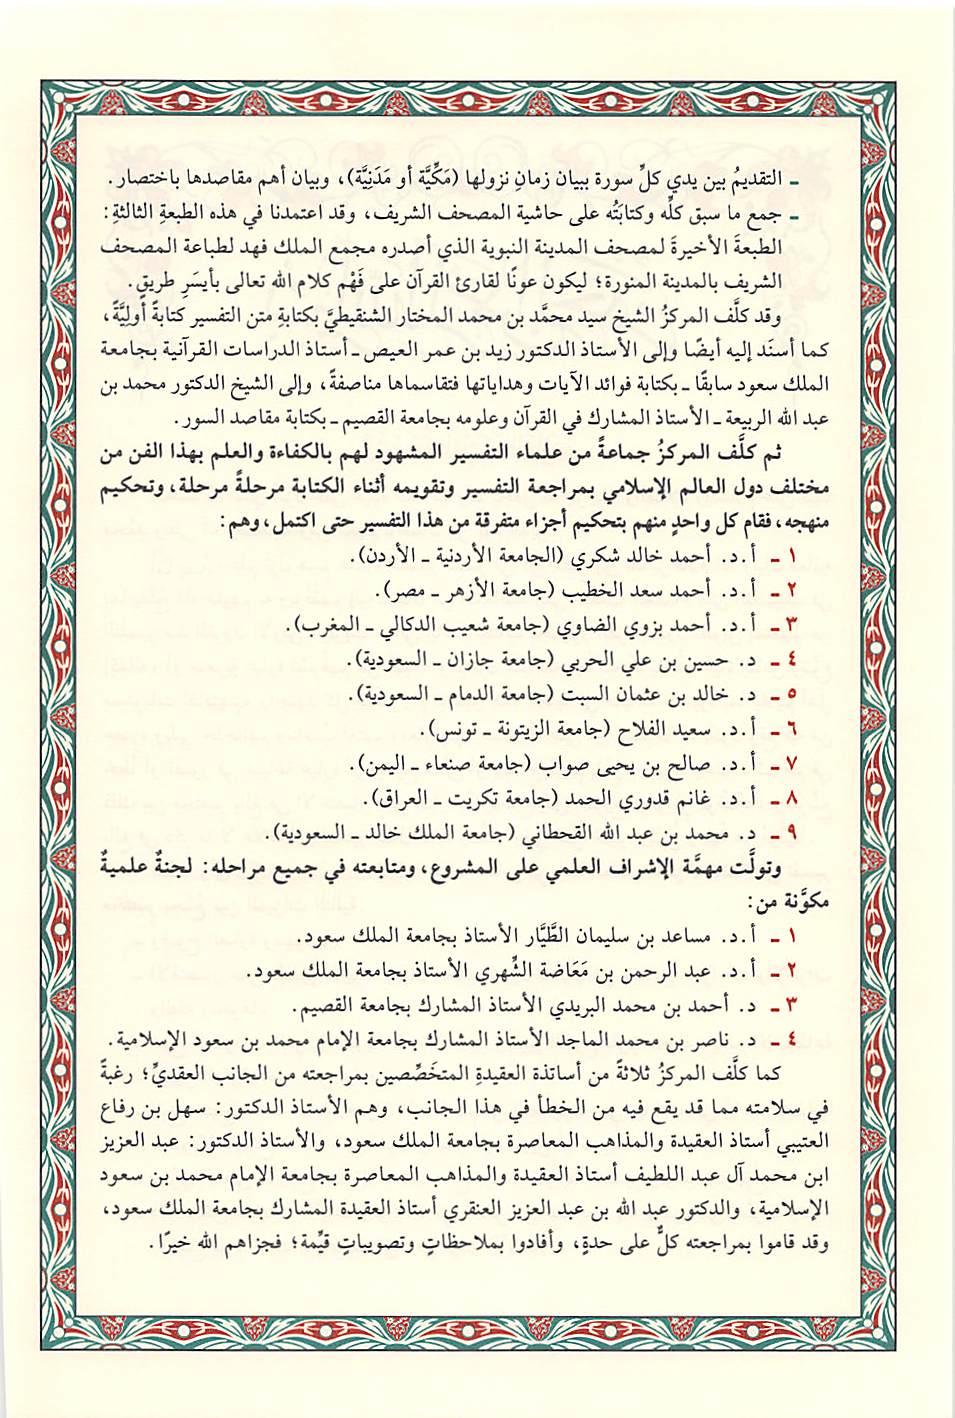 ـ التقديمُ بين يدي كلِّ سورة ببيان زمانِ نزولها (مَكِّيَّة أو مَدَنِيَّة)، وبيان أهم مقاصدها باختصار.
ـ جمع ما سبق كلِّه وكتابَتُه على حاشية المصحف الشريف، وقد اعتمدنا في هذه الطبعةِ الثالثةِ:
الطبعةَ الأخيرةَ لمصحف المدينة النبوية الذي أصدره مجمع الملك فهد لطباعة المصحف
الشريف بالمدينة المنورة؛ ليكون عونًا لقارئ القرآن على فَهْم كلام الله تعالى بأيسَرِ طريقٍ.
وقد كلَّف المركزُ الشيخ سيد محمَّد بن محمد المختار الشنقيطيَّ بكتابةِ متن التفسير كتابةً أوليَّةً،
كما أسنَد إليه أيضًا وإلى الأستاذ الدكتور زيد بن عمر العيص ـ أستاذ الدراسات القرآنية بجامعة
الملك سعود سابقًا ـ بكتابة فوائد الآيات وهداياتها فتقاسماها مناصفةً، وإلى الشيخ الدكتور محمد بن
عبد الله الربيعة ـ الأستاذ المشارك في القرآن وعلومه بجامعة القصيم ـ بكتابة مقاصد السور.
ثم كلَّف المركزُ جماعةً من علماء التفسير المشهود لهم بالكفاءة والعلم بهذا الفن من
مختلف دول العالم الإسلامي بمراجعة التفسير وتقويمه أثناء الكتابة مرحلةً مرحلة، وتحكيم
منهجه، فقام كل واحدٍ منهم بتحكيم أجزاء متفرقة من هذا التفسير حتى اكتمل، وهم:
١ ـ أ.د. أحمد خالد شكري (الجامعة الأردنية ـ الأردن).
٢ ـ أ.د. أحمد سعد الخطيب (جامعة الأزهر ـ مصر).
٣ ـ أ.د. أحمد بزوي الضاوي (جامعة شعيب الدكالي ـ المغرب).
٤ ـ د. حسين بن علي الحربي (جامعة جازان ـ السعودية).
٥ ـ د. خالد بن عثمان السبت (جامعة الدمام ـ السعودية).
٦ ـ أ.د. سعيد الفلاح (جامعة الزيتونة ـ تونس).
٧ ـ أ.د. صالح بن يحيى صواب (جامعة صنعاء ـ اليمن).
٨ ـ أ.د. غانم قدوري الحمد (جامعة تكريت ـ العراق).
٩ ـ د. محمد بن عبد الله القحطاني (جامعة الملك خالد ـ السعودية).
وتولَّت مهمَّة الإشراف العلمي على المشروع، ومتابعته في جميع مراحله: لجنةٌ علميةٌ
مكوَّنة من:
١ ـ أ.د. مساعد بن سليمان الطَّيَّار الأستاذ بجامعة الملك سعود.
٢ ـ أ.د. عبد الرحمن بن مَعَاضة الشِّهري الأستاذ بجامعة الملك سعود.
٣ ـ د. أحمد بن محمد البريدي الأستاذ المشارك بجامعة القصيم.
٤ ـ د. ناصر بن محمد الماجد الأستاذ المشارك بجامعة الإمام محمد بن سعود الإسلامية.
كما كلَّف المركزُ ثلاثةً من أساتذة العقيدةِ المتخَصِّصين بمراجعته من الجانب العقديِّ؛ رغبةً
في سلامته مما قد يقع فيه من الخطأ في هذا الجانب، وهم الأستاذ الدكتور: سهل بن رفاع
العتيبي أستاذ العقيدة والمذاهب المعاصرة بجامعة الملك سعود، والأستاذ الدكتور: عبد العزيز
ابن محمد آل عبد اللطيف أستاذ العقيدة والمذاهب المعاصرة بجامعة الإمام محمد بن سعود
الإسلامية، والدكتور عبد الله بن عبد العزيز العنقري أستاذ العقيدة المشارك بجامعة الملك سعود،
وقد قاموا بمراجعته كلٌّ على حدةٍ، وأفادوا بملاحظاتٍ وتصويباتٍ قيِّمة؛ فجزاهم الله خيرًا.